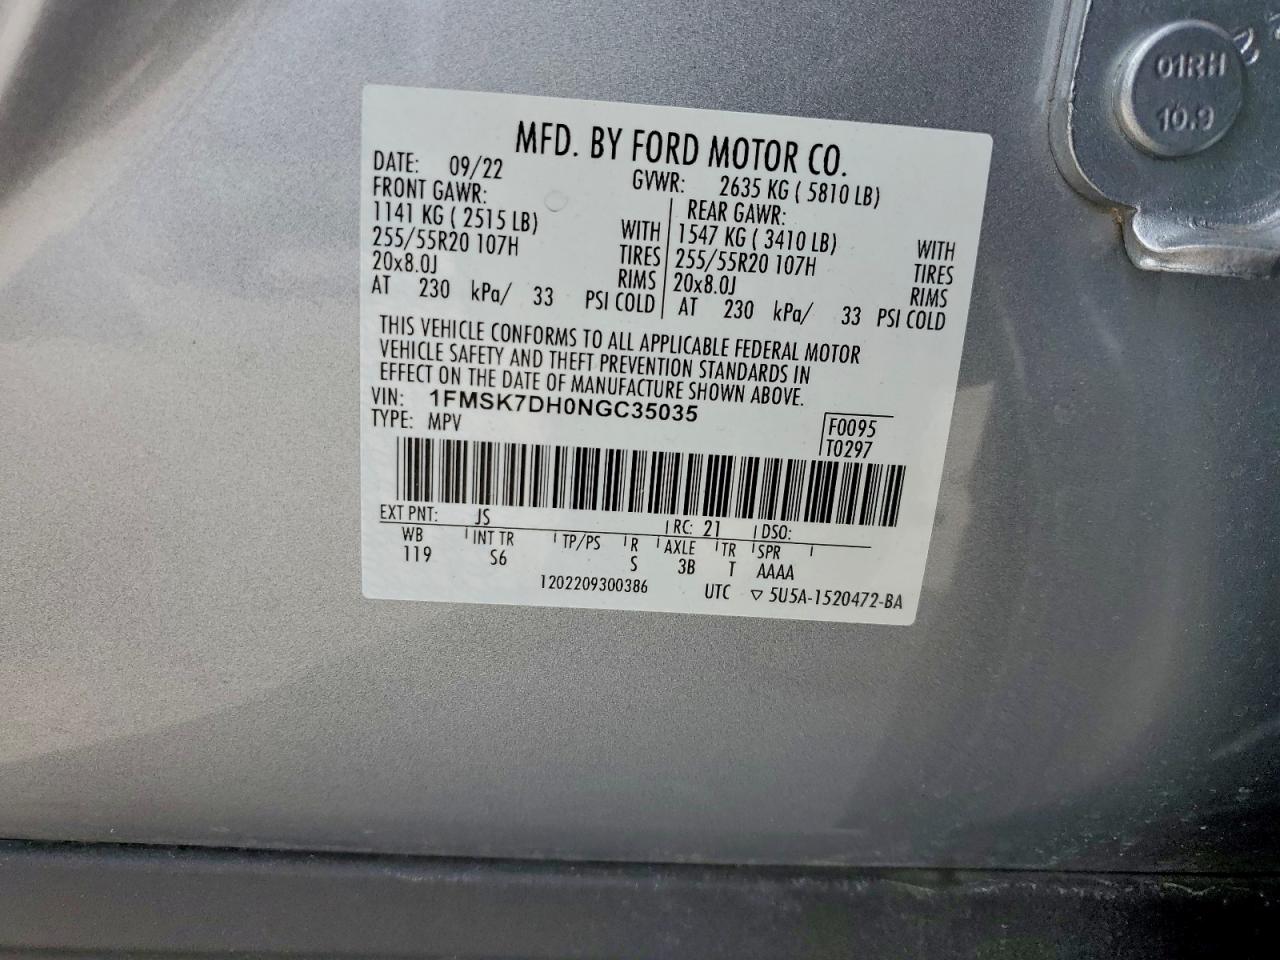 01RH
10.9
MFD. BY FORD MOTOR CO.
DATE: 09/22 GVWR: 2635 KG ( 5810 LB)
FRONT GAWR: REAR GAWR:
1141 KG ( 2515 LB) WITH 1547 KG ( 3410 LB) WITH
255/55R20 107H TIRES 255/55R20 107H TIRES
20x8.0J RIMS 20x8.0J RIMS
AT 230 kPa/ 33 PSI COLD AT 230 kPa/ 33 PSI COLD
THIS VEHICLE CONFORMS TO ALL APPLICABLE FEDERAL MOTOR
VEHICLE SAFETY AND THEFT PREVENTION STANDARDS IN
EFFECT ON THE DATE OF MANUFACTURE SHOWN ABOVE.
VIN: 1FMSK7DH0NGC35035
TYPE: MPV
F0095
T0297
EXT PNT: JS RC: 21 DSO:
WB INT TR TP/PS R AXLE TR SPR
119 S6 S 3B T AAAA
1202209300386 UTC ▽ 5U5A-1520472-BA